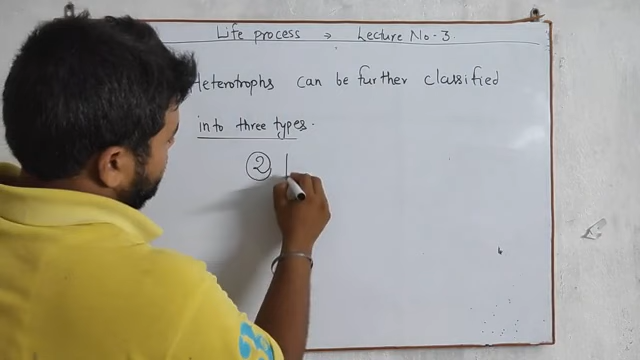 Life process → Lecture No-3
Heterotrophs can be further classified
into three types.
②